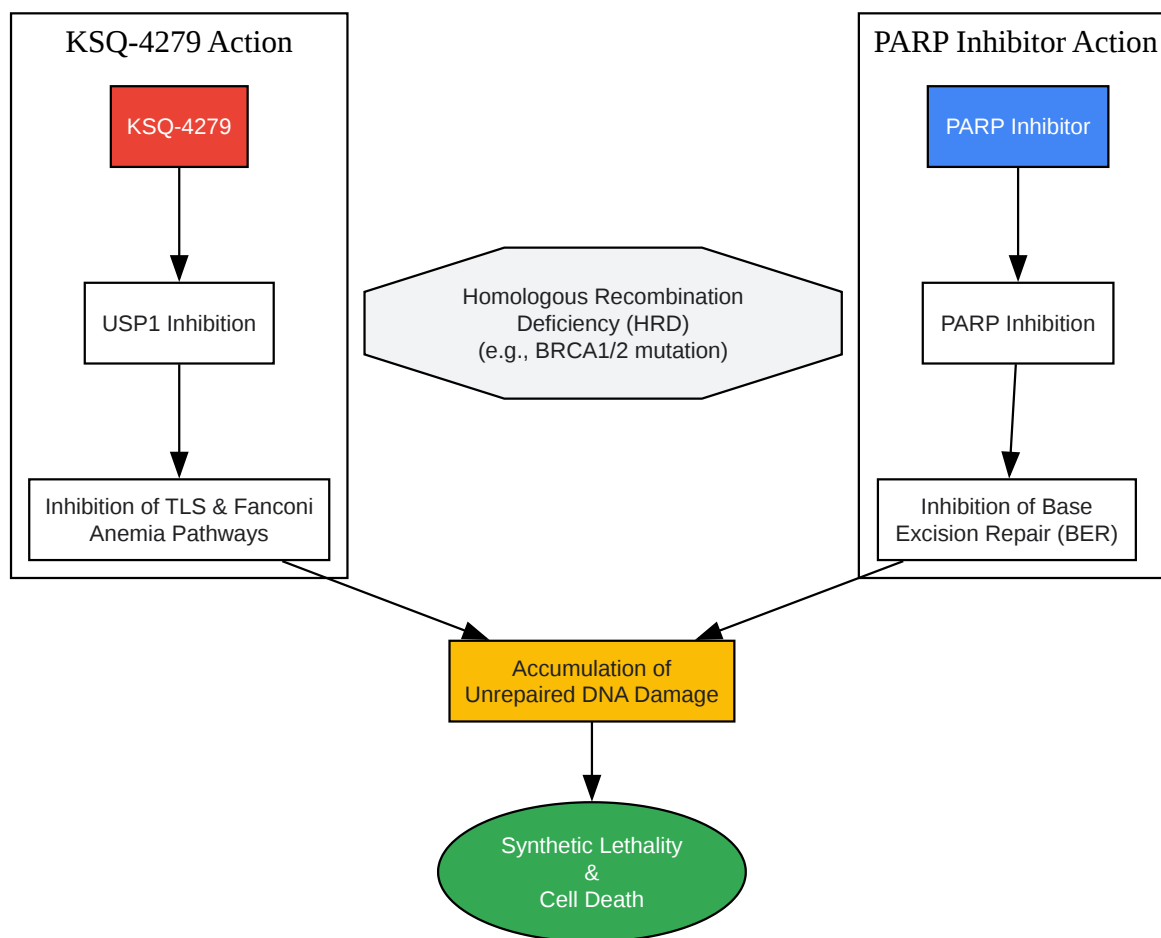 KSQ-4279 Action
KSQ-4279
USP1 Inhibition
Inhibition of TLS & Fanconi
Anemia Pathways
Homologous Recombination
Deficiency (HRD)
(e.g., BRCA1/2 mutation)
PARP Inhibitor Action
PARP Inhibitor
PARP Inhibition
Inhibition of Base
Excision Repair (BER)
Accumulation of
Unrepaired DNA Damage
Synthetic Lethality
&
Cell Death